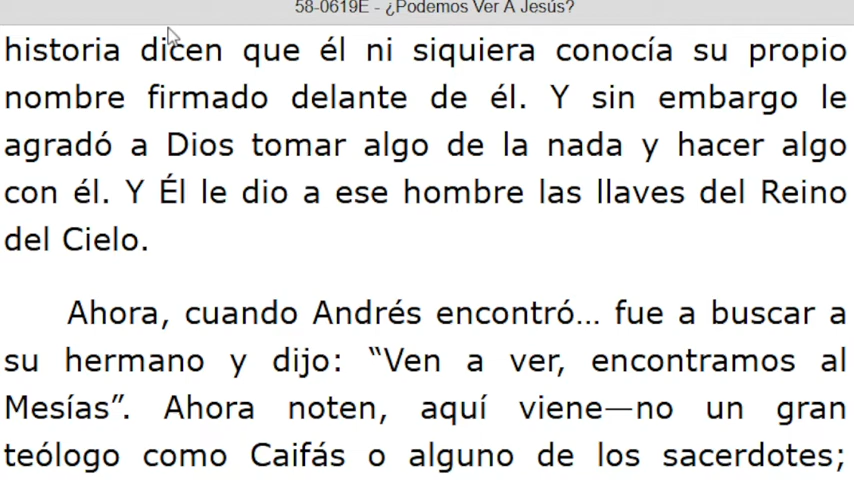 58-0619E - ¿Podemos Ver A Jesús?
historia dicen que él ni siquiera conocía su propio
nombre firmado delante de él. Y sin embargo le
agradó a Dios tomar algo de la nada y hacer algo
con él. Y Él le dio a ese hombre las llaves del Reino
del Cielo.
Ahora, cuando Andrés encontró... fue a buscar a
su hermano y dijo: “Ven a ver, encontramos al
Mesías”. Ahora noten, aquí viene—no un gran
teólogo como Caifás o alguno de los sacerdotes;